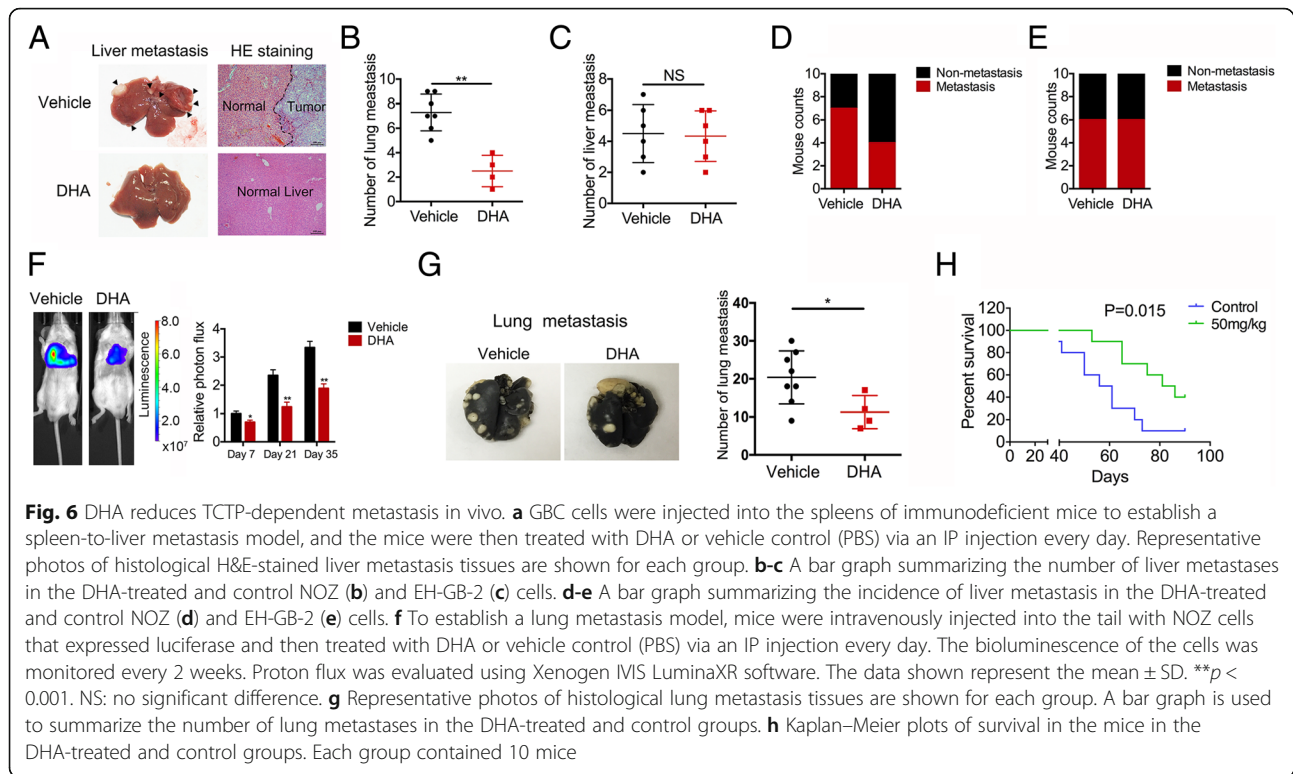 A
Liver metastasis HE staining
Vehicle
Normal
Tumor
DHA
Normal Liver
B
Number of lung meatstasis
10
8
6
4
2
0
**
Vehicle DHA
C
Number of liver metastasis
8
6
4
2
0
NS
Vehicle DHA
D
Non-metastasis
Metastasis
Mouse counts
10
8
6
4
2
0
Vehicle DHA
E
Non-metastasis
Metastasis
Mouse counts
10
8
6
4
2
0
Vehicle DHA
F
Vehicle DHA
8.0
6.0
4.0
2.0
x10⁷
Luminescence
Relative photon flux
4
3
2
1
0
Vehicle
DHA
* ** **
Day 7 Day 21 Day 35
G
Lung metastasis
Vehicle DHA
Number of lung meastasis
40
30
20
10
0
*
Vehicle DHA
H
P=0.015
Control
50mg/kg
Percent survival
120
100
80
60
40
20
0
0 20 40 60 80 100
Days
Fig. 6 DHA reduces TCTP-dependent metastasis in vivo. a GBC cells were injected into the spleens of immunodeficient mice to establish a
spleen-to-liver metastasis model, and the mice were then treated with DHA or vehicle control (PBS) via an IP injection every day. Representative
photos of histological H&E-stained liver metastasis tissues are shown for each group. b-c A bar graph summarizing the number of liver metastases
in the DHA-treated and control NOZ (b) and EH-GB-2 (c) cells. d-e A bar graph summarizing the incidence of liver metastasis in the DHA-treated
and control NOZ (d) and EH-GB-2 (e) cells. f To establish a lung metastasis model, mice were intravenously injected into the tail with NOZ cells
that expressed luciferase and then treated with DHA or vehicle control (PBS) via an IP injection every day. The bioluminescence of the cells was
monitored every 2 weeks. Proton flux was evaluated using Xenogen IVIS LuminaXR software. The data shown represent the mean ± SD. **p <
0.001. NS: no significant difference. g Representative photos of histological lung metastasis tissues are shown for each group. A bar graph is used
to summarize the number of lung metastases in the DHA-treated and control groups. h Kaplan–Meier plots of survival in the mice in the
DHA-treated and control groups. Each group contained 10 mice